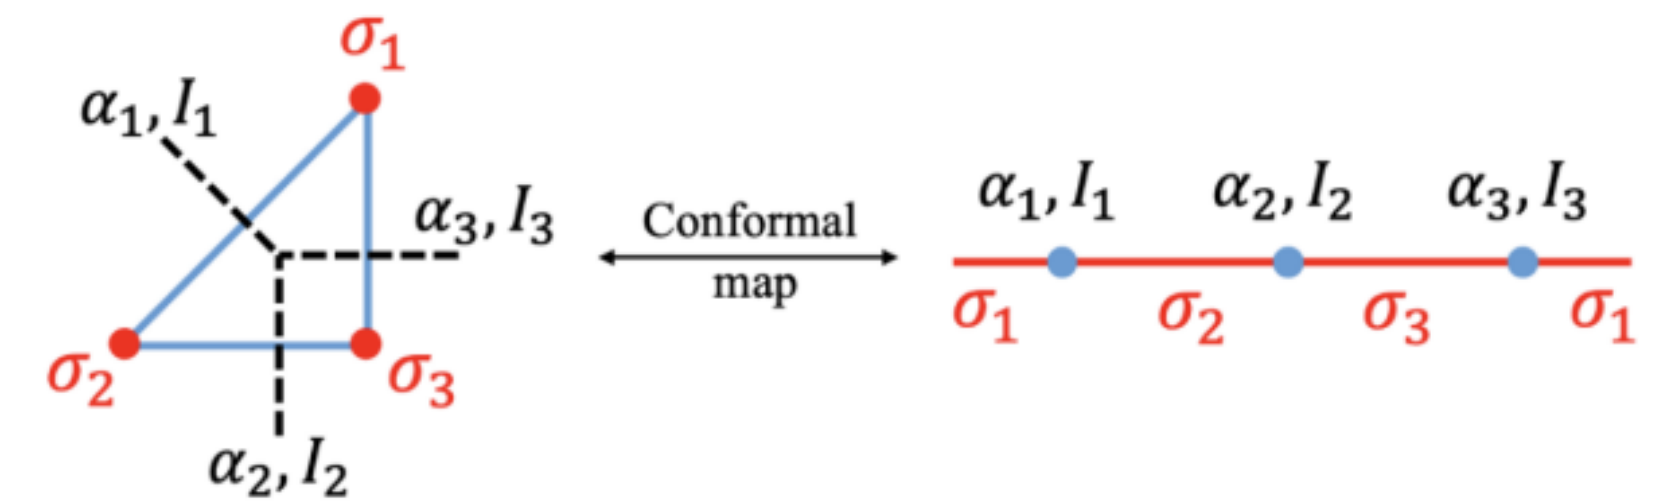 σ₁
α₁, I₁
α₃, I₃
σ₂
σ₃
α₂, I₂
Conformal
map
α₁, I₁ α₂, I₂ α₃, I₃
σ₁ σ₂ σ₃ σ₁